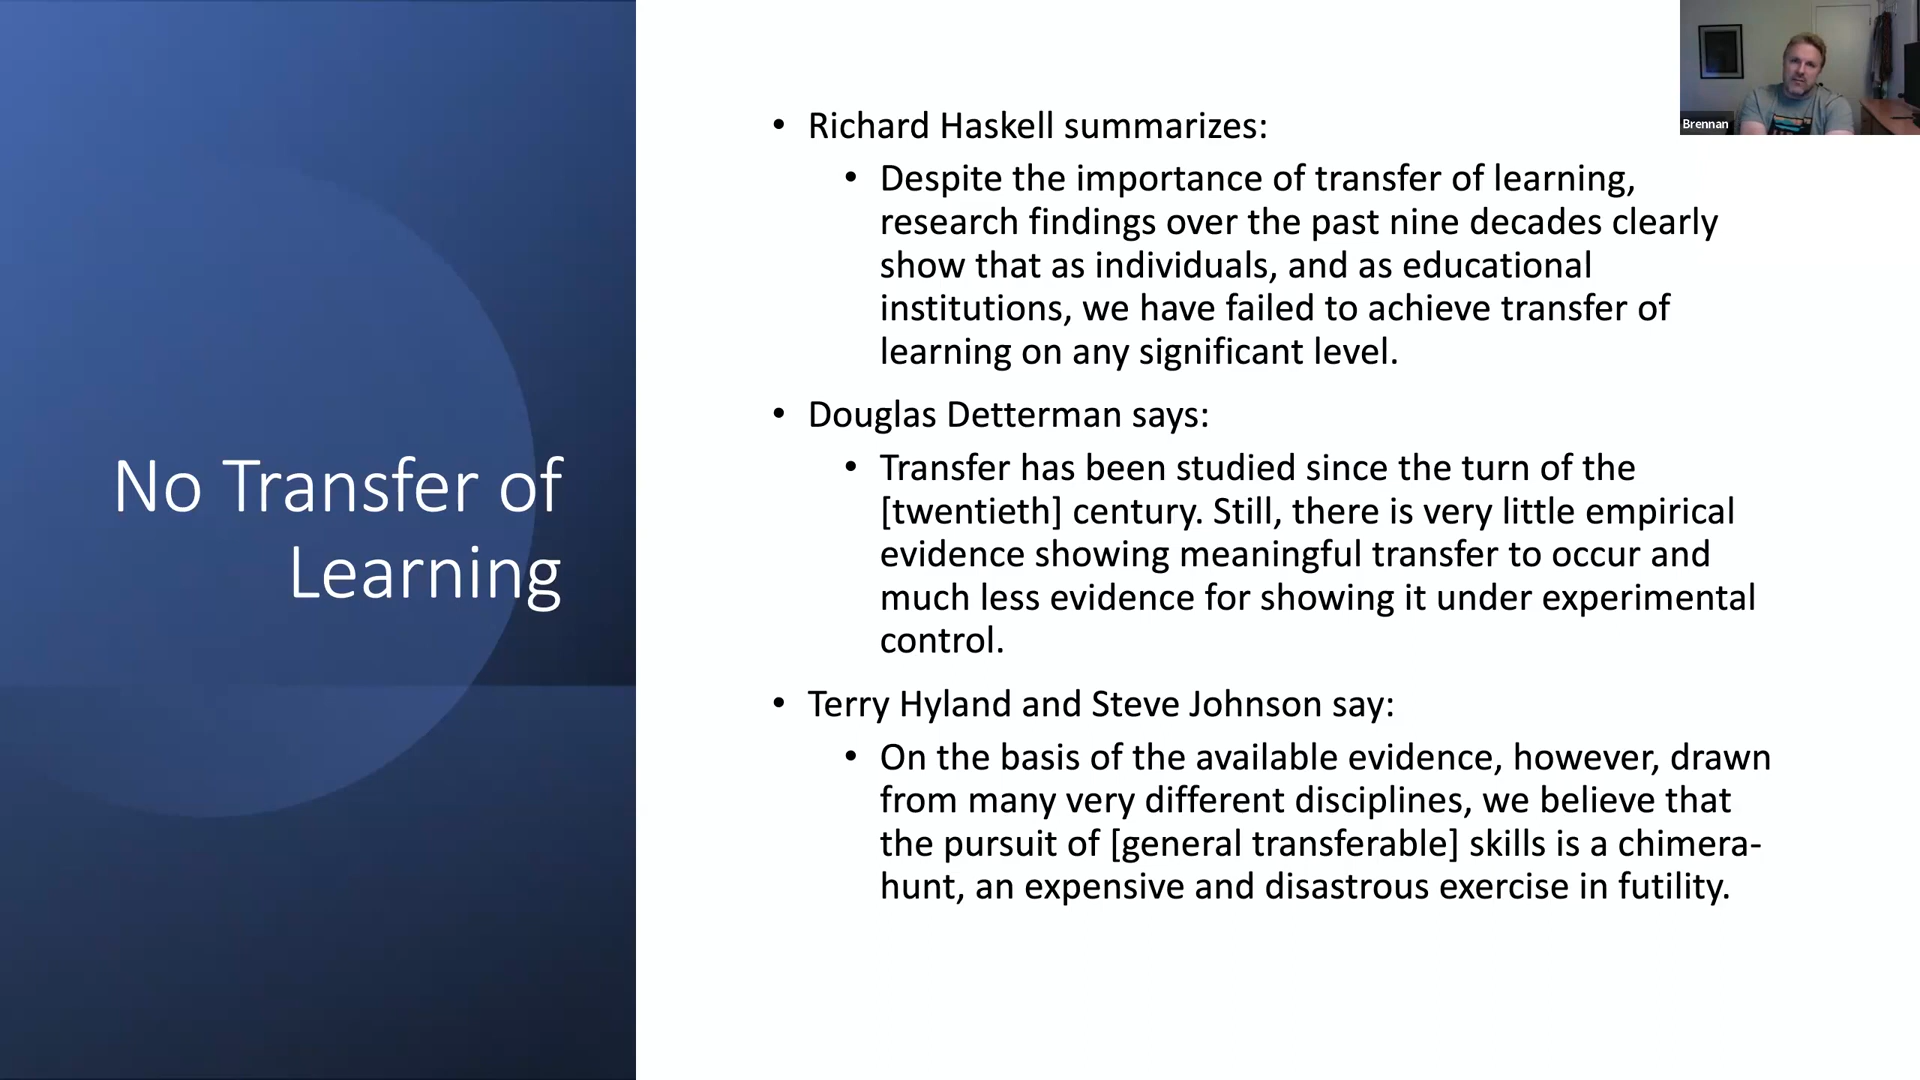 No Transfer of
Learning
• Richard Haskell summarizes:
• Despite the importance of transfer of learning,
research findings over the past nine decades clearly
show that as individuals, and as educational
institutions, we have failed to achieve transfer of
learning on any significant level.
• Douglas Detterman says:
• Transfer has been studied since the turn of the
[twentieth] century. Still, there is very little empirical
evidence showing meaningful transfer to occur and
much less evidence for showing it under experimental
control.
• Terry Hyland and Steve Johnson say:
• On the basis of the available evidence, however, drawn
from many very different disciplines, we believe that
the pursuit of [general transferable] skills is a chimera-
hunt, an expensive and disastrous exercise in futility.
Brennan